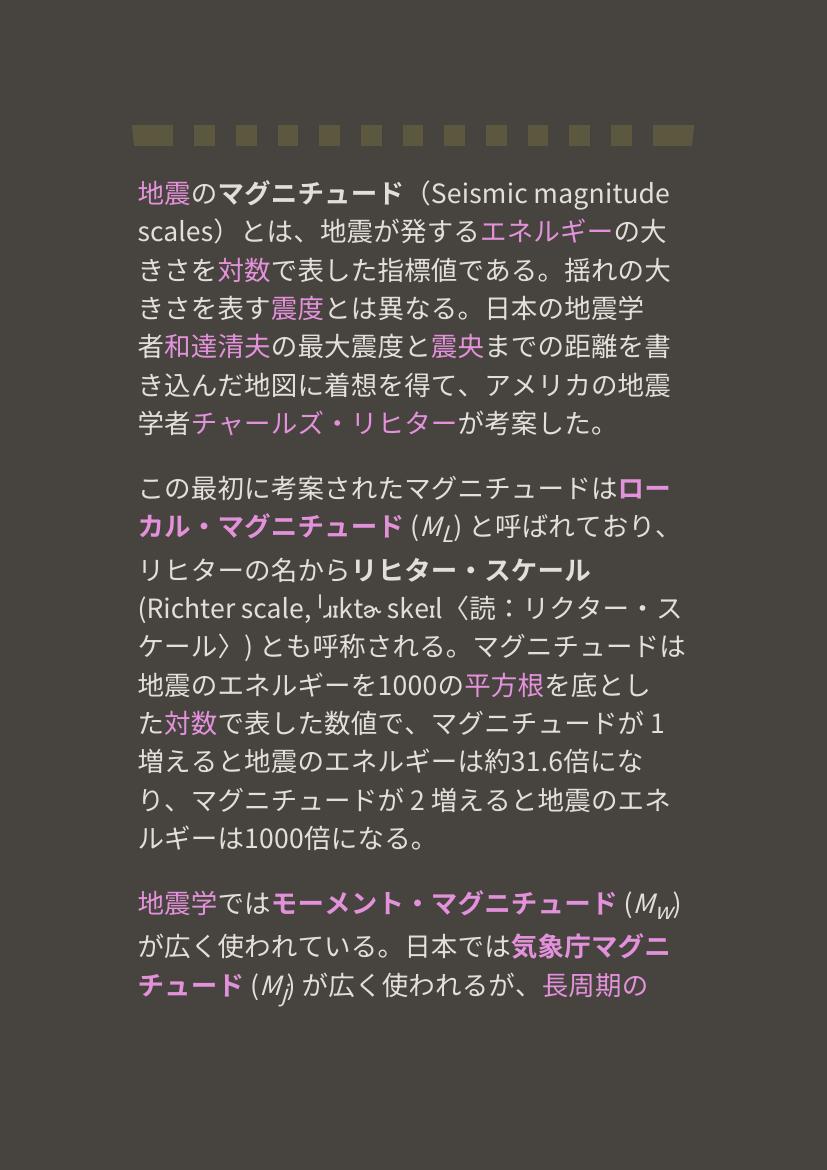 地震のマグニチュード（Seismic magnitude
scales）とは、地震が発するエネルギーの大
きさを対数で表した指標値である。揺れの大
きさを表す震度とは異なる。日本の地震学
者和達清夫の最大震度と震央までの距離を書
き込んだ地図に着想を得て、アメリカの地震
学者チャールズ・リヒターが考案した。
この最初に考案されたマグニチュードはロー
カル・マグニチュード (ML) と呼ばれており、
リヒターの名からリヒター・スケール
(Richter scale, ˈɹɪktɚ skeɪl〈読：リクター・ス
ケール〉) とも呼称される。マグニチュードは
地震のエネルギーを1000の平方根を底とし
た対数で表した数値で、マグニチュードが 1
増えると地震のエネルギーは約31.6倍にな
り、マグニチュードが 2 増えると地震のエネ
ルギーは1000倍になる。
地震学ではモーメント・マグニチュード (Mw)
が広く使われている。日本では気象庁マグニ
チュード (Mj) が広く使われるが、長周期の